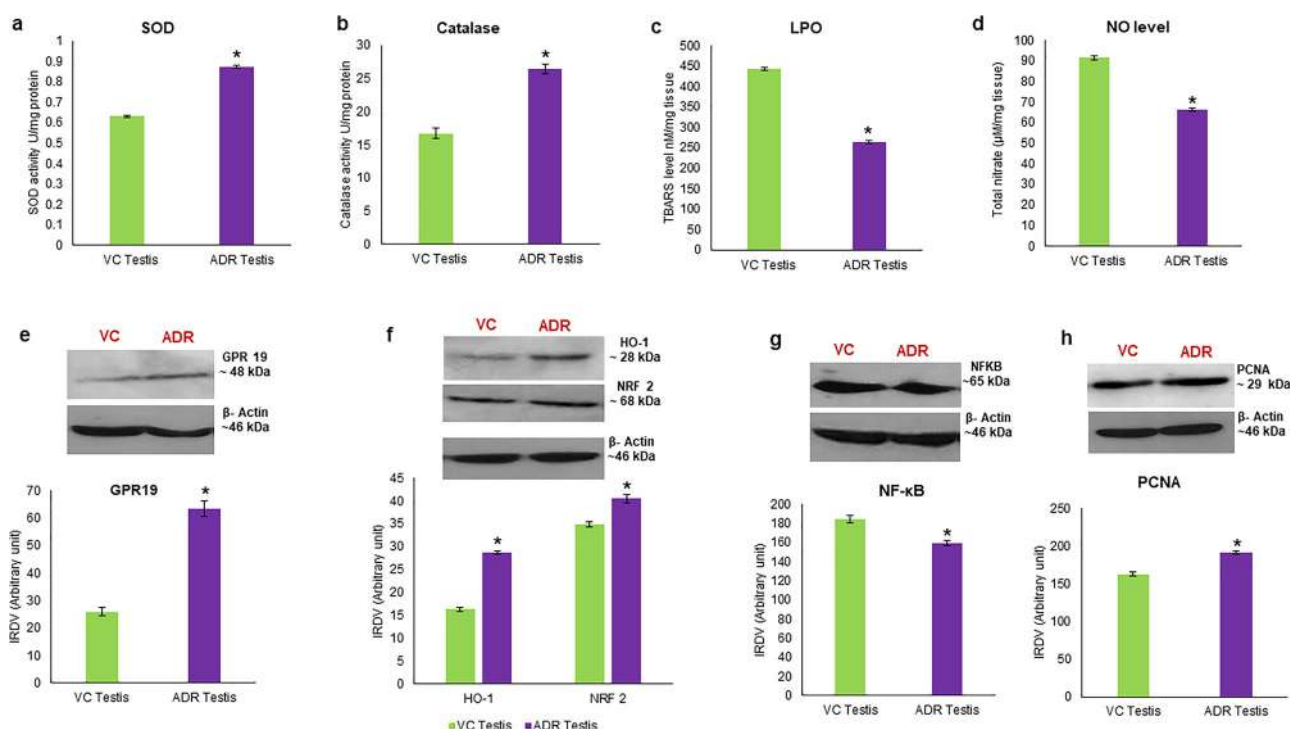 a
SOD
SOD activity U/mg protein
1
0.9
0.8
0.7
0.6
0.5
0.4
0.3
0.2
0.1
0
*
VC Testis
ADR Testis
b
Catalase
Catalase activity U/mg protein
30
25
20
15
10
5
0
*
VC Testis
ADR Testis
c
LPO
TBARS level nM/mg tissue
500
450
400
350
300
250
200
150
100
50
0
*
VC Testis
ADR Testis
d
NO level
Total nitrate (µM/mg tissue)
100
90
80
70
60
50
40
30
20
10
0
*
VC Testis
ADR Testis
e
VC
ADR
GPR 19
~ 48 kDa
β- Actin
~46 kDa
GPR19
IRDV (Arbitrary unit)
70
60
50
40
30
20
10
0
*
VC Testis
ADR Testis
f
VC
ADR
HO-1
~ 28 kDa
NRF 2
~ 68 kDa
β- Actin
~46 kDa
IRDV (Arbitrary unit)
45
40
35
30
25
20
15
10
5
0
*
*
HO-1
NRF 2
VC Testis
ADR Testis
g
VC
ADR
NFKB
~65 kDa
β- Actin
~46 kDa
NF-κB
IRDV (Arbitrary unit)
200
180
160
140
120
100
80
60
40
20
0
*
VC Testis
ADR Testis
h
VC
ADR
PCNA
~ 29 kDa
β- Actin
~46 kDa
PCNA
IRDV (Arbitrary unit)
250
200
150
100
50
0
*
VC Testis
ADR Testis